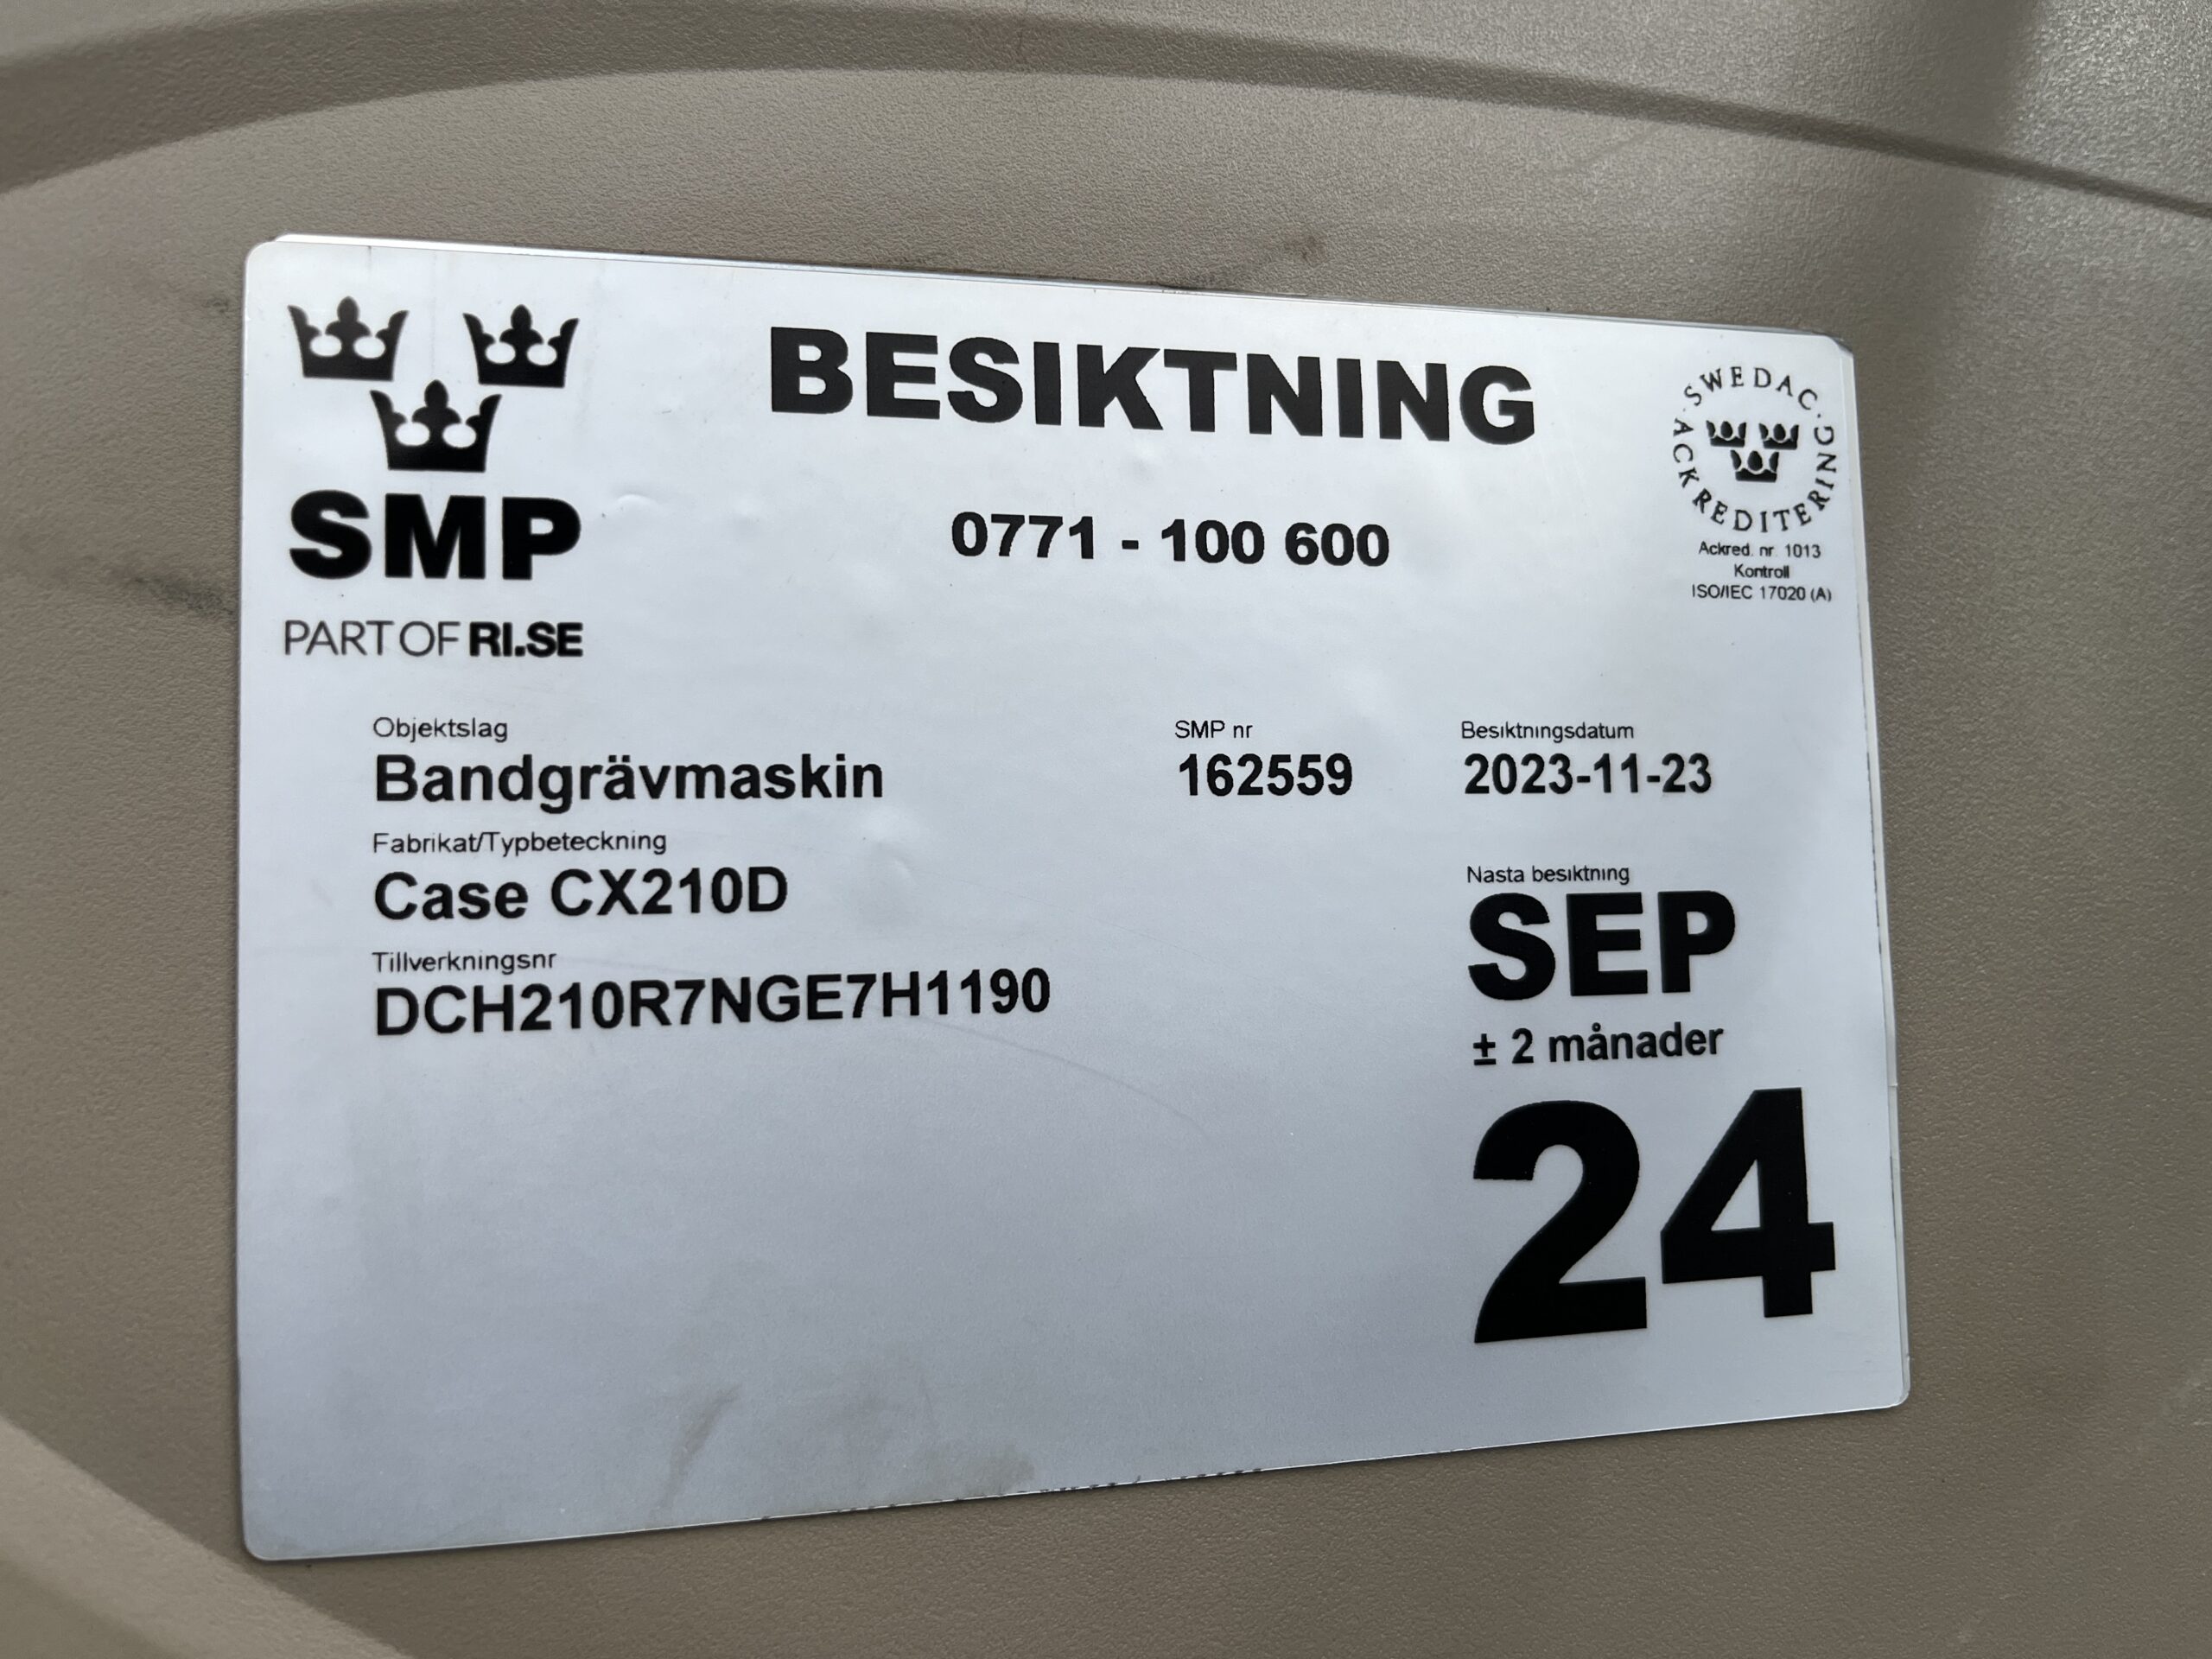 BESIKTNING
0771 - 100 600
SMP
PART OF RI.SE
SWEDAC ACKREDITERING
Ackred. nr. 1013
Kontroll
ISO/IEC 17020 (A)
Objektslag
Bandgrävmaskin
SMP nr
162559
Besiktningsdatum
2023-11-23
Fabrikat/Typbeteckning
Case CX210D
Tillverkningsnr
DCH210R7NGE7H1190
Nästa besiktning
SEP
± 2 månader
24